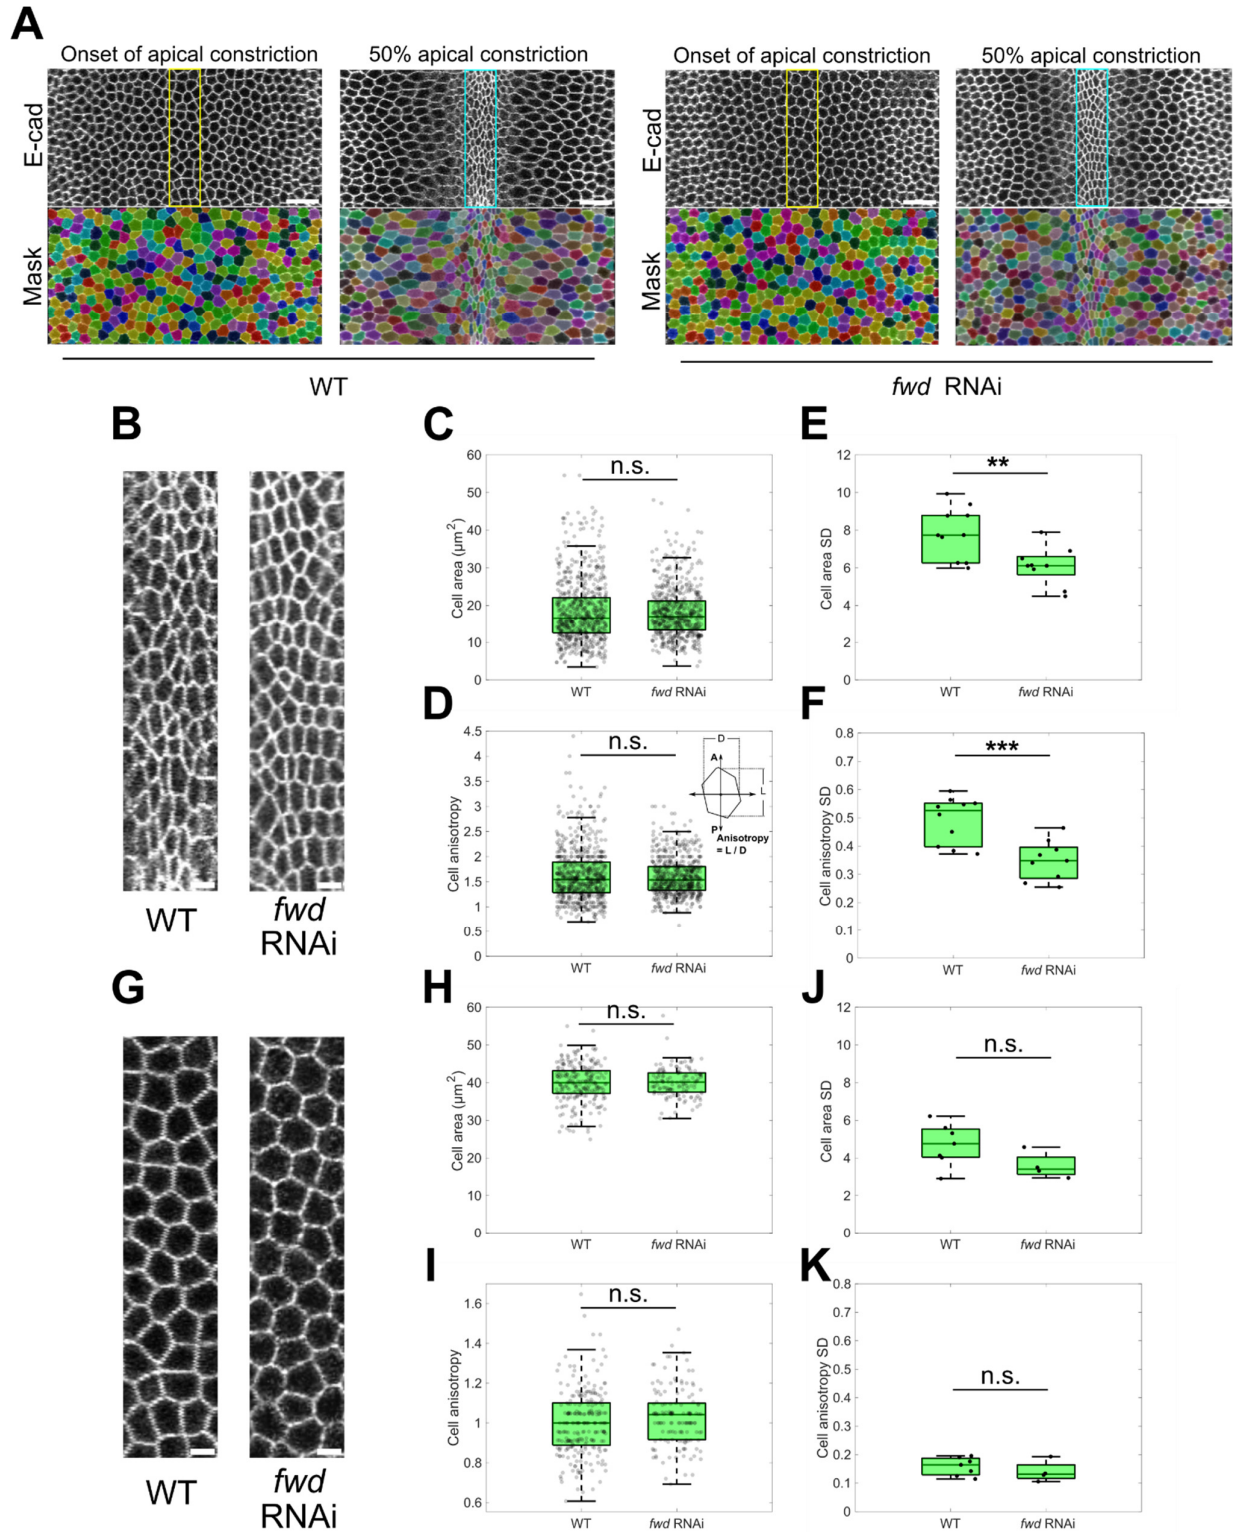 A
Onset of apical constriction
50% apical constriction
Onset of apical constriction
50% apical constriction
E-cad
Mask
E-cad
Mask
WT
fwd RNAi
B
WT
fwd
RNAi
C
60
50
40
30
20
10
0
Cell area (µm²)
n.s.
WT
fwd RNAi
E
12
10
8
6
4
2
0
Cell area SD
**
WT
fwd RNAi
D
4.5
4
3.5
3
2.5
2
1.5
1
0.5
0
Cell anisotropy
n.s.
D
A
L
P
Anisotropy
= L / D
WT
fwd RNAi
F
0.8
0.7
0.6
0.5
0.4
0.3
0.2
0.1
0
Cell anisotropy SD
***
WT
fwd RNAi
G
WT
fwd
RNAi
H
60
50
40
30
20
10
0
Cell area (µm²)
n.s.
WT
fwd RNAi
J
12
10
8
6
4
2
0
Cell area SD
n.s.
WT
fwd RNAi
I
1.6
1.4
1.2
1
0.8
0.6
Cell anisotropy
n.s.
WT
fwd RNAi
K
0.8
0.7
0.6
0.5
0.4
0.3
0.2
0.1
0
Cell anisotropy SD
n.s.
WT
fwd RNAi